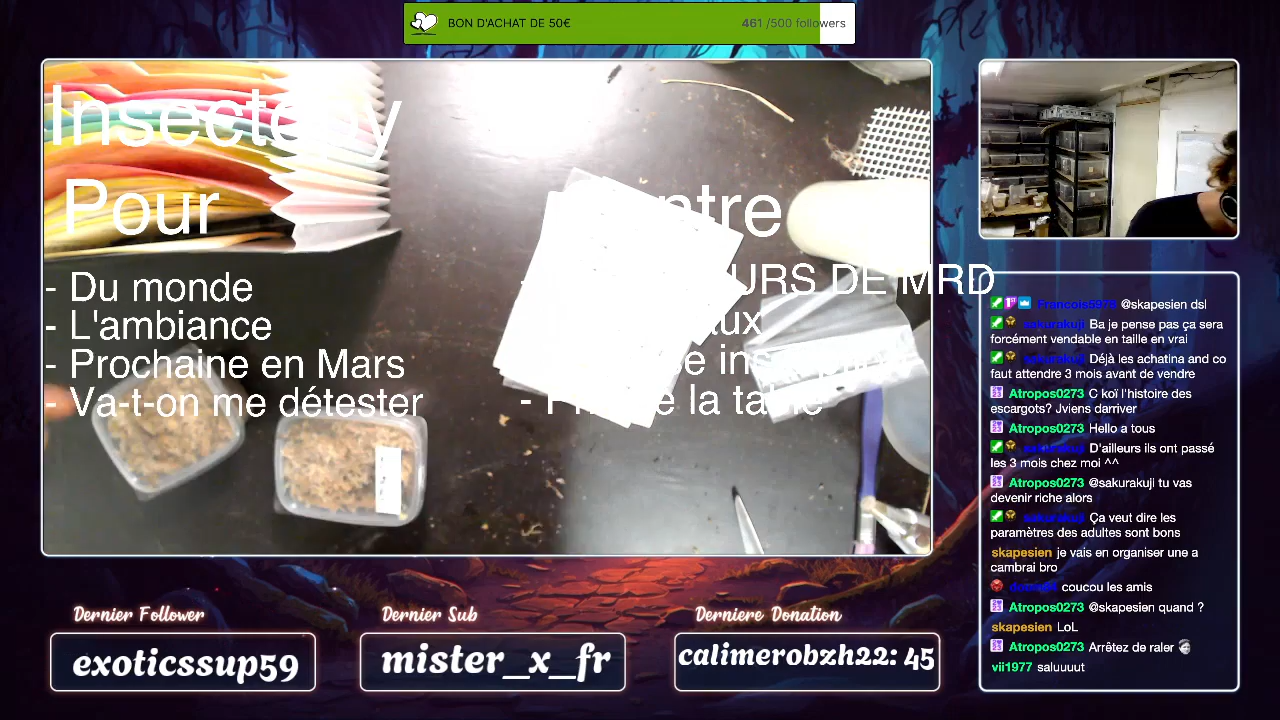 BON D'ACHAT DE 50€
461 /500 followers
Pour
- Du monde
- L'ambiance
- Prochaine en Mars
- Va-t-on me détester
URS DE MRD
la
Francois5978 @skapesien dsl
sakurakuji Ba je pense pas ça sera
forcément vendable en taille en vrai
sakurakuji Déjà les achatina and co
faut attendre 3 mois avant de vendre
Atropos0273 C koï l'histoire des
escargots? Jviens darriver
Atropos0273 Hello a tous
sakurakuji D'ailleurs ils ont passé
les 3 mois chez moi ^^
Atropos0273 @sakurakuji tu vas
devenir riche alors
sakurakuji Ça veut dire les
paramètres des adultes sont bons
skapesien je vais en organiser une a
cambrai bro
coucou les amis
Atropos0273 @skapesien quand ?
skapesien LoL
Atropos0273 Arrêtez de raler
vii1977 saluuuut
Dernier Follower
exoticssup59
Dernier Sub
mister_x_fr
Derniere Donation
calimerobzh22: 45